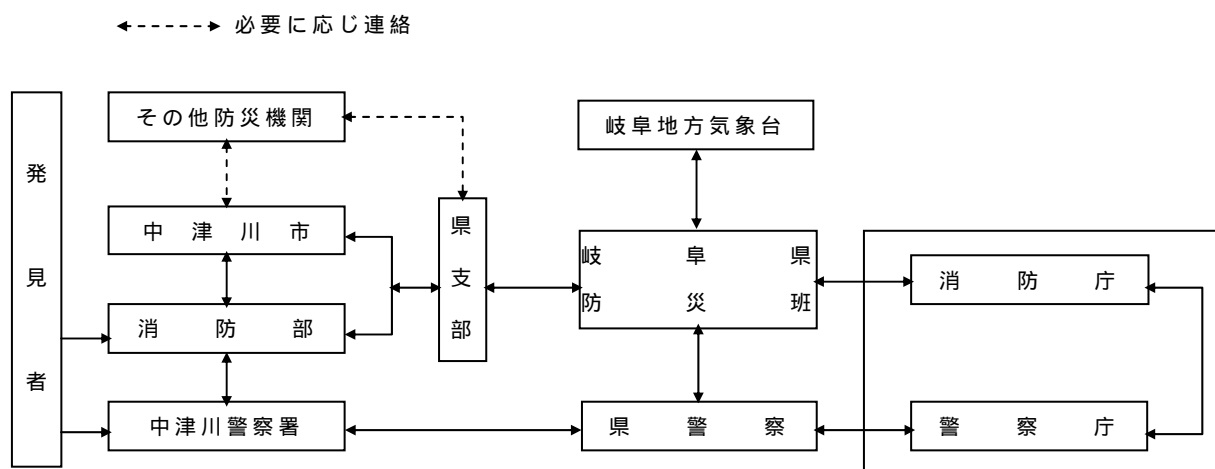 必要に応じ連絡
その他防災機関
岐阜地方気象台
発見者
中津川市
県支部
岐阜県
防災班
消防庁
消防部
中津川警察署
県警察
警察庁